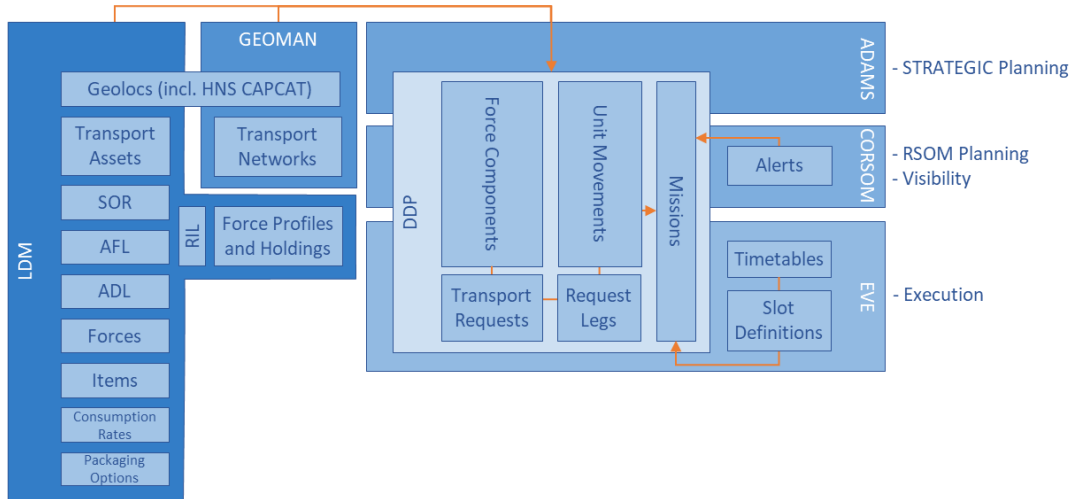 LDM
GEOMAN
Geolocs (incl. HNS CAPCAT)
Transport
Assets
Transport
Networks
SOR
AFL
ADL
Forces
Items
Consumption
Rates
Packaging
Options
RIL
Force Profiles
and Holdings
DDP
Force Components
Unit Movements
Missions
Transport
Requests
Request
Legs
ADAMS
- STRATEGIC Planning
CORSOM
Alerts
- RSOM Planning
- Visibility
EVE
Timetables
Slot
Definitions
- Execution